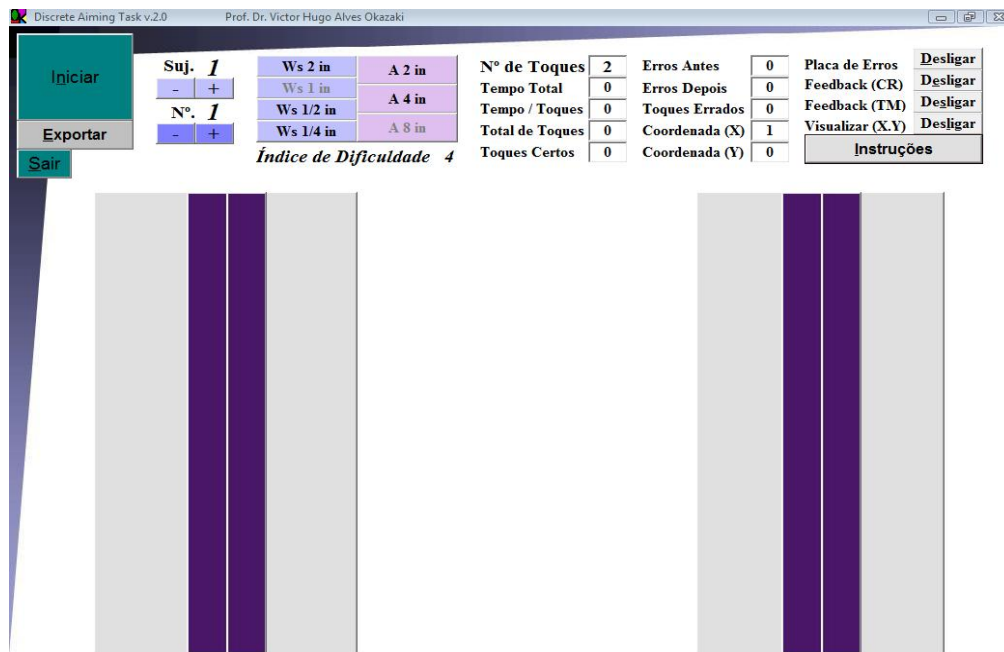 Discrete Aiming Task v.2.0 Prof. Dr. Victor Hugo Alves Okazaki
Iniciar
Exportar
Sair
Suj. 1
- +
Nº. 1
- +
Ws 2 in
Ws 1 in
Ws 1/2 in
Ws 1/4 in
A 2 in
A 4 in
A 8 in
Índice de Dificuldade 4
Nº de Toques 2
Tempo Total 0
Tempo / Toques 0
Total de Toques 0
Toques Certos 0
Erros Antes 0
Erros Depois 0
Toques Errados 0
Coordenada (X) 1
Coordenada (Y) 0
Placa de Erros Desligar
Feedback (CR) Desligar
Feedback (TM) Desligar
Visualizar (X.Y) Desligar
Instruções